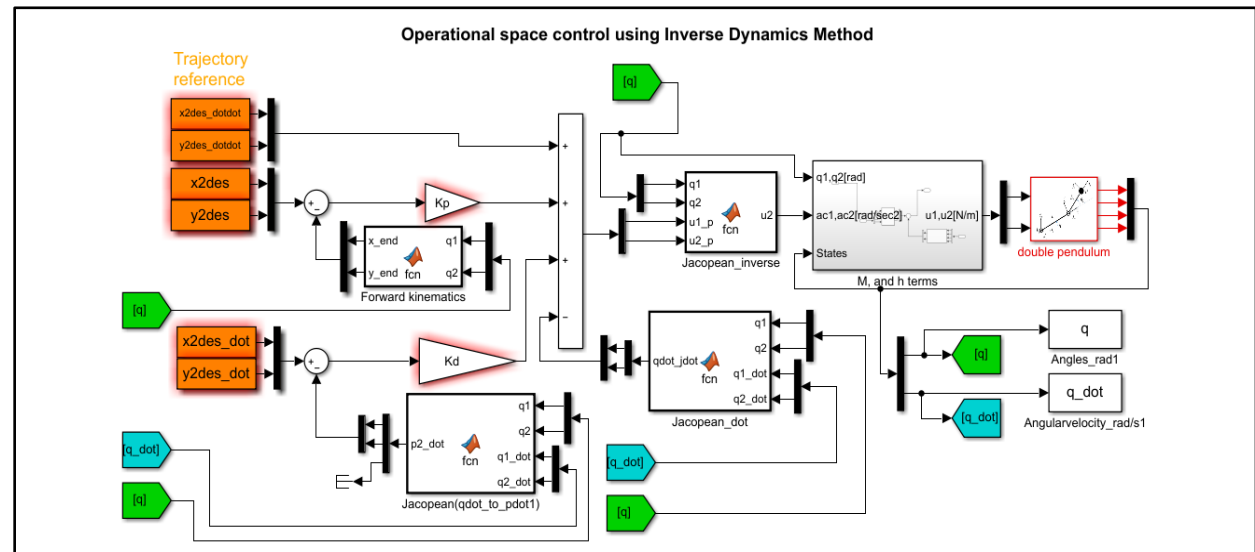 Operational space control using Inverse Dynamics Method
Trajectory
reference
x2des_dotdot
y2des_dotdot
x2des
y2des
+
−
Kp
x_end
y_end
fcn
q1
q2
Forward kinematics
[q]
x2des_dot
y2des_dot
+
−
Kd
p2_dot
fcn
q1
q2
q1_dot
q2_dot
Jacopean(qdot_to_pdot1)
[q_dot]
[q]
+
+
+
−
[q]
q1
q2
u1_p
u2_p
fcn
u2
Jacopean_inverse
q1,q2[rad]
ac1,ac2[rad/sec2]
u1,u2[N/m]
States
M, and h terms
double pendulum
qdot_jdot
fcn
q1
q2
q1_dot
q2_dot
Jacopean_dot
[q_dot]
[q]
[q]
q
Angles_rad1
[q_dot]
q_dot
Angularvelocity_rad/s1